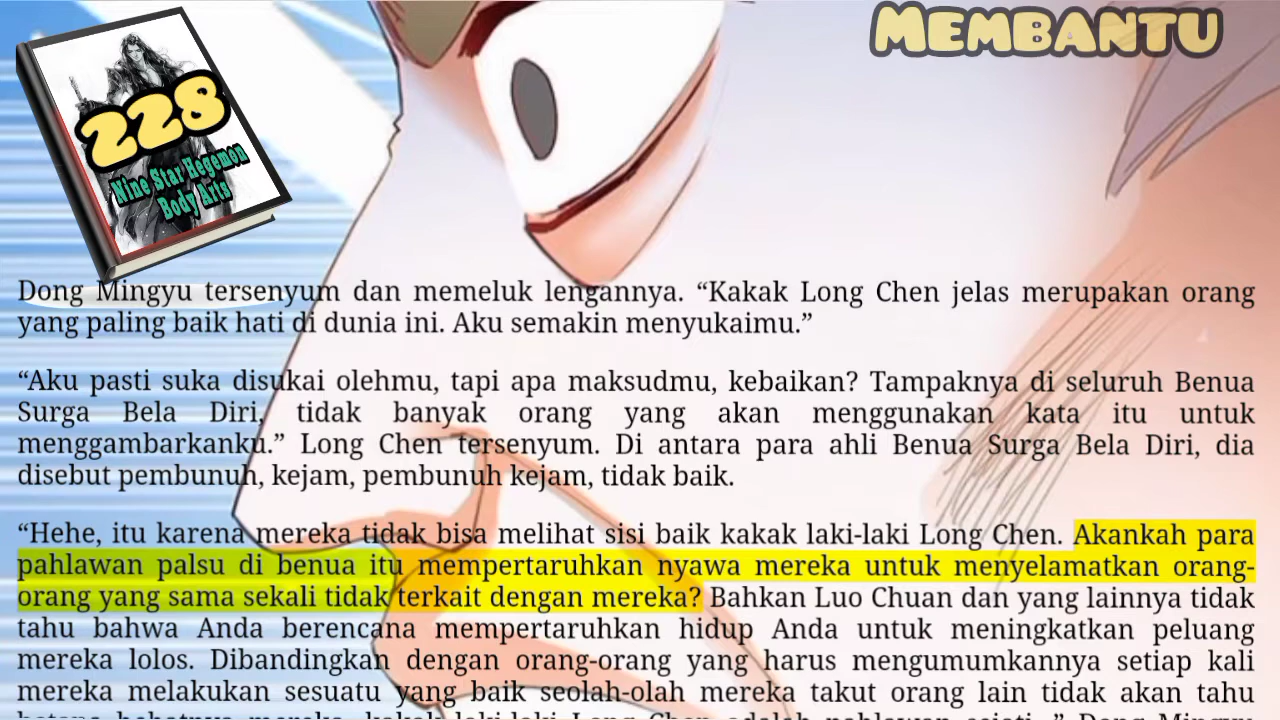 MEMBANTU
228
Nine Star Hegemon
Body Arts
Dong Mingyu tersenyum dan memeluk lengannya. “Kakak Long Chen jelas merupakan orang
yang paling baik hati di dunia ini. Aku semakin menyukaimu.”
“Aku pasti suka disukai olehmu, tapi apa maksudmu, kebaikan? Tampaknya di seluruh Benua
Surga Bela Diri, tidak banyak orang yang akan menggunakan kata itu untuk
menggambarkanku.” Long Chen tersenyum. Di antara para ahli Benua Surga Bela Diri, dia
disebut pembunuh, kejam, pembunuh kejam, tidak baik.
“Hehe, itu karena mereka tidak bisa melihat sisi baik kakak laki-laki Long Chen. Akankah para
pahlawan palsu di benua itu mempertaruhkan nyawa mereka untuk menyelamatkan orang-
orang yang sama sekali tidak terkait dengan mereka? Bahkan Luo Chuan dan yang lainnya tidak
tahu bahwa Anda berencana mempertaruhkan hidup Anda untuk meningkatkan peluang
mereka lolos. Dibandingkan dengan orang-orang yang harus mengumumkannya setiap kali
mereka melakukan sesuatu yang baik seolah-olah mereka takut orang lain tidak akan tahu